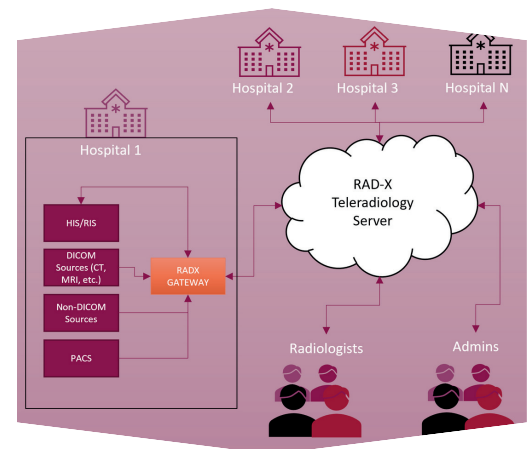 Hospital 2
Hospital 3
Hospital N
Hospital 1
RAD-X
Teleradiology
Server
HIS/RIS
DICOM
Sources (CT,
MRI, etc.)
RADX
GATEWAY
Non-DICOM
Sources
PACS
Radiologists
Admins